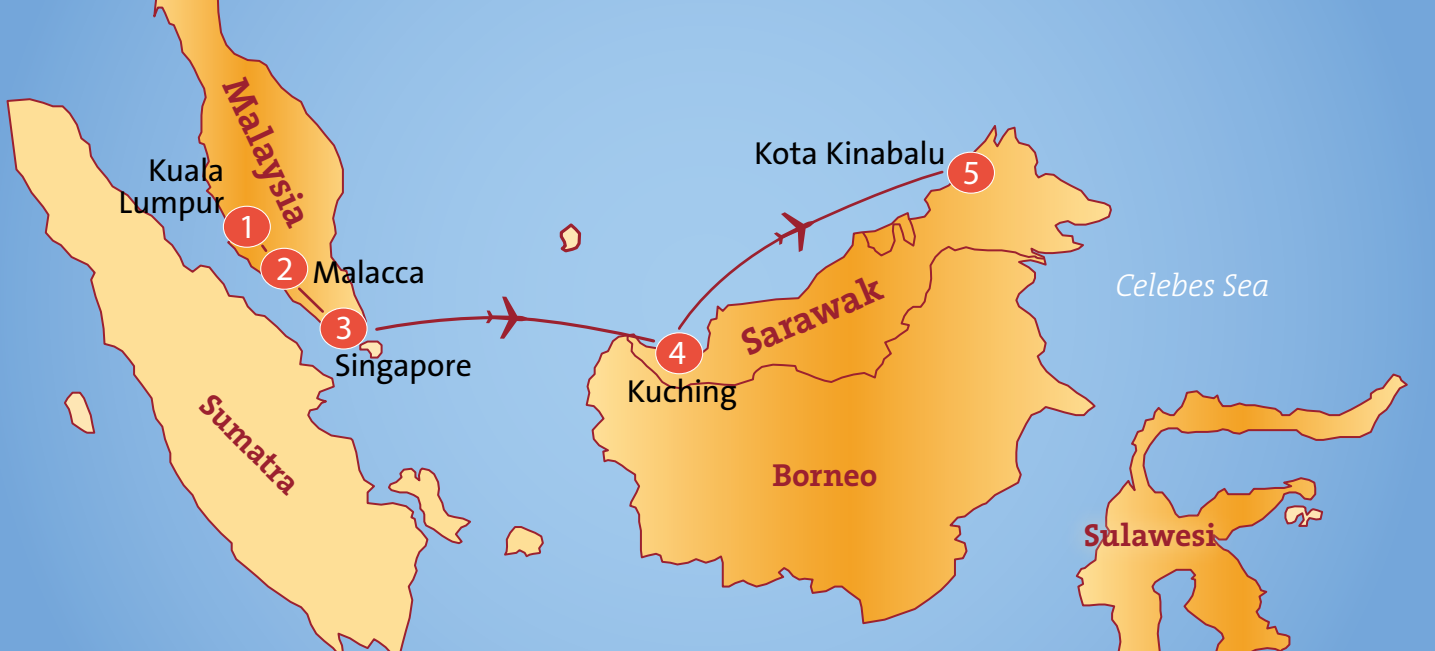 Malaysia
Kuala
Lumpur
1
2
Malacca
3
Singapore
Sumatra
Kota Kinabalu
5
Celebes Sea
Sarawak
4
Kuching
Borneo
Sulawesi